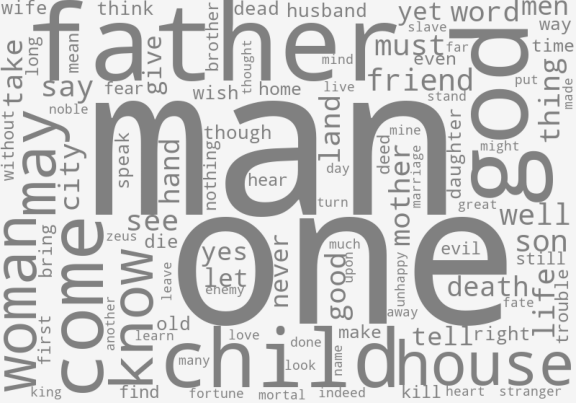 wife
think
brother
dead
husband
yet
word
men
father
slave
way
long
mean
give
thought
mind
must
far
time
even
god
take
say
fear
wish
home
live
friend
put
thing
made
without
noble
man
stand
may
city
speak
hand
nothing
though
land
deed
mine
daughter
might
hear
day
mother
marriage
turn
great
well
woman
bring
come
see
zeus
die
one
yes
let
enemy
never
much
upon
good
unhappy
evil
son
still
know
leave
death
fate
life
trouble
away
first
another
old
learn
child
love
done
make
tell
right
many
look
name
house
king
find
fortune
mortal
indeed
kill
heart
stranger